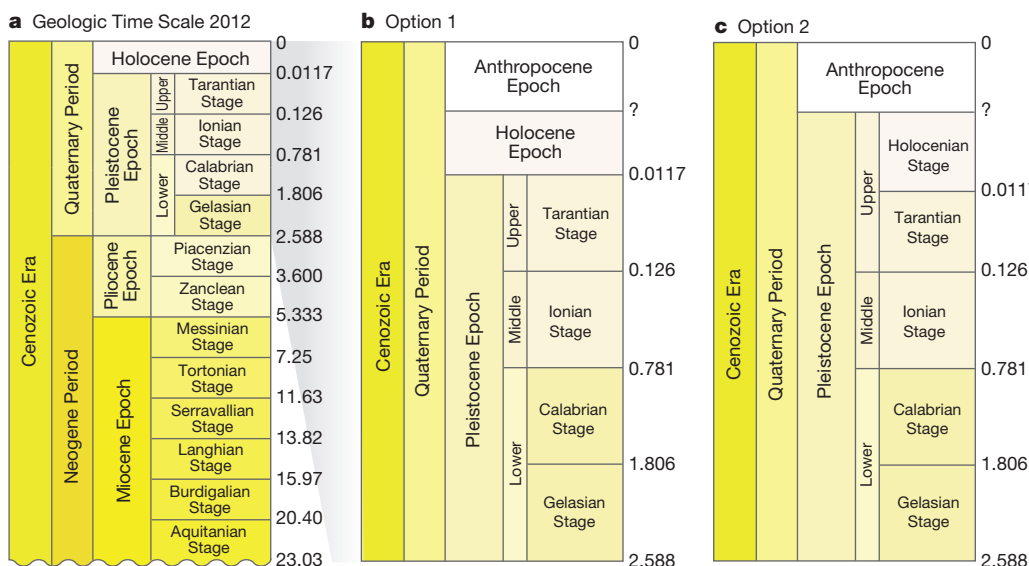 a Geologic Time Scale 2012
Cenozoic Era
Quaternary Period
Neogene Period
Holocene Epoch
Pleistocene
Epoch
Pliocene
Epoch
Miocene Epoch
Upper
Middle
Lower
Tarantian
Stage
Ionian
Stage
Calabrian
Stage
Gelasian
Stage
Piacenzian
Stage
Zanclean
Stage
Messinian
Stage
Tortonian
Stage
Serravallian
Stage
Langhian
Stage
Burdigalian
Stage
Aquitanian
Stage
0
0.0117
0.126
0.781
1.806
2.588
3.600
5.333
7.25
11.63
13.82
15.97
20.40
23.03
b Option 1
Cenozoic Era
Quaternary Period
Anthropocene
Epoch
Holocene
Epoch
Pleistocene Epoch
Upper
Middle
Lower
Tarantian
Stage
Ionian
Stage
Calabrian
Stage
Gelasian
Stage
0
?
0.0117
0.126
0.781
1.806
2.588
c Option 2
Cenozoic Era
Quaternary Period
Anthropocene
Epoch
Pleistocene Epoch
Upper
Middle
Lower
Holocenian
Stage
Tarantian
Stage
Ionian
Stage
Calabrian
Stage
Gelasian
Stage
0
?
0.0117
0.126
0.781
1.806
2.588